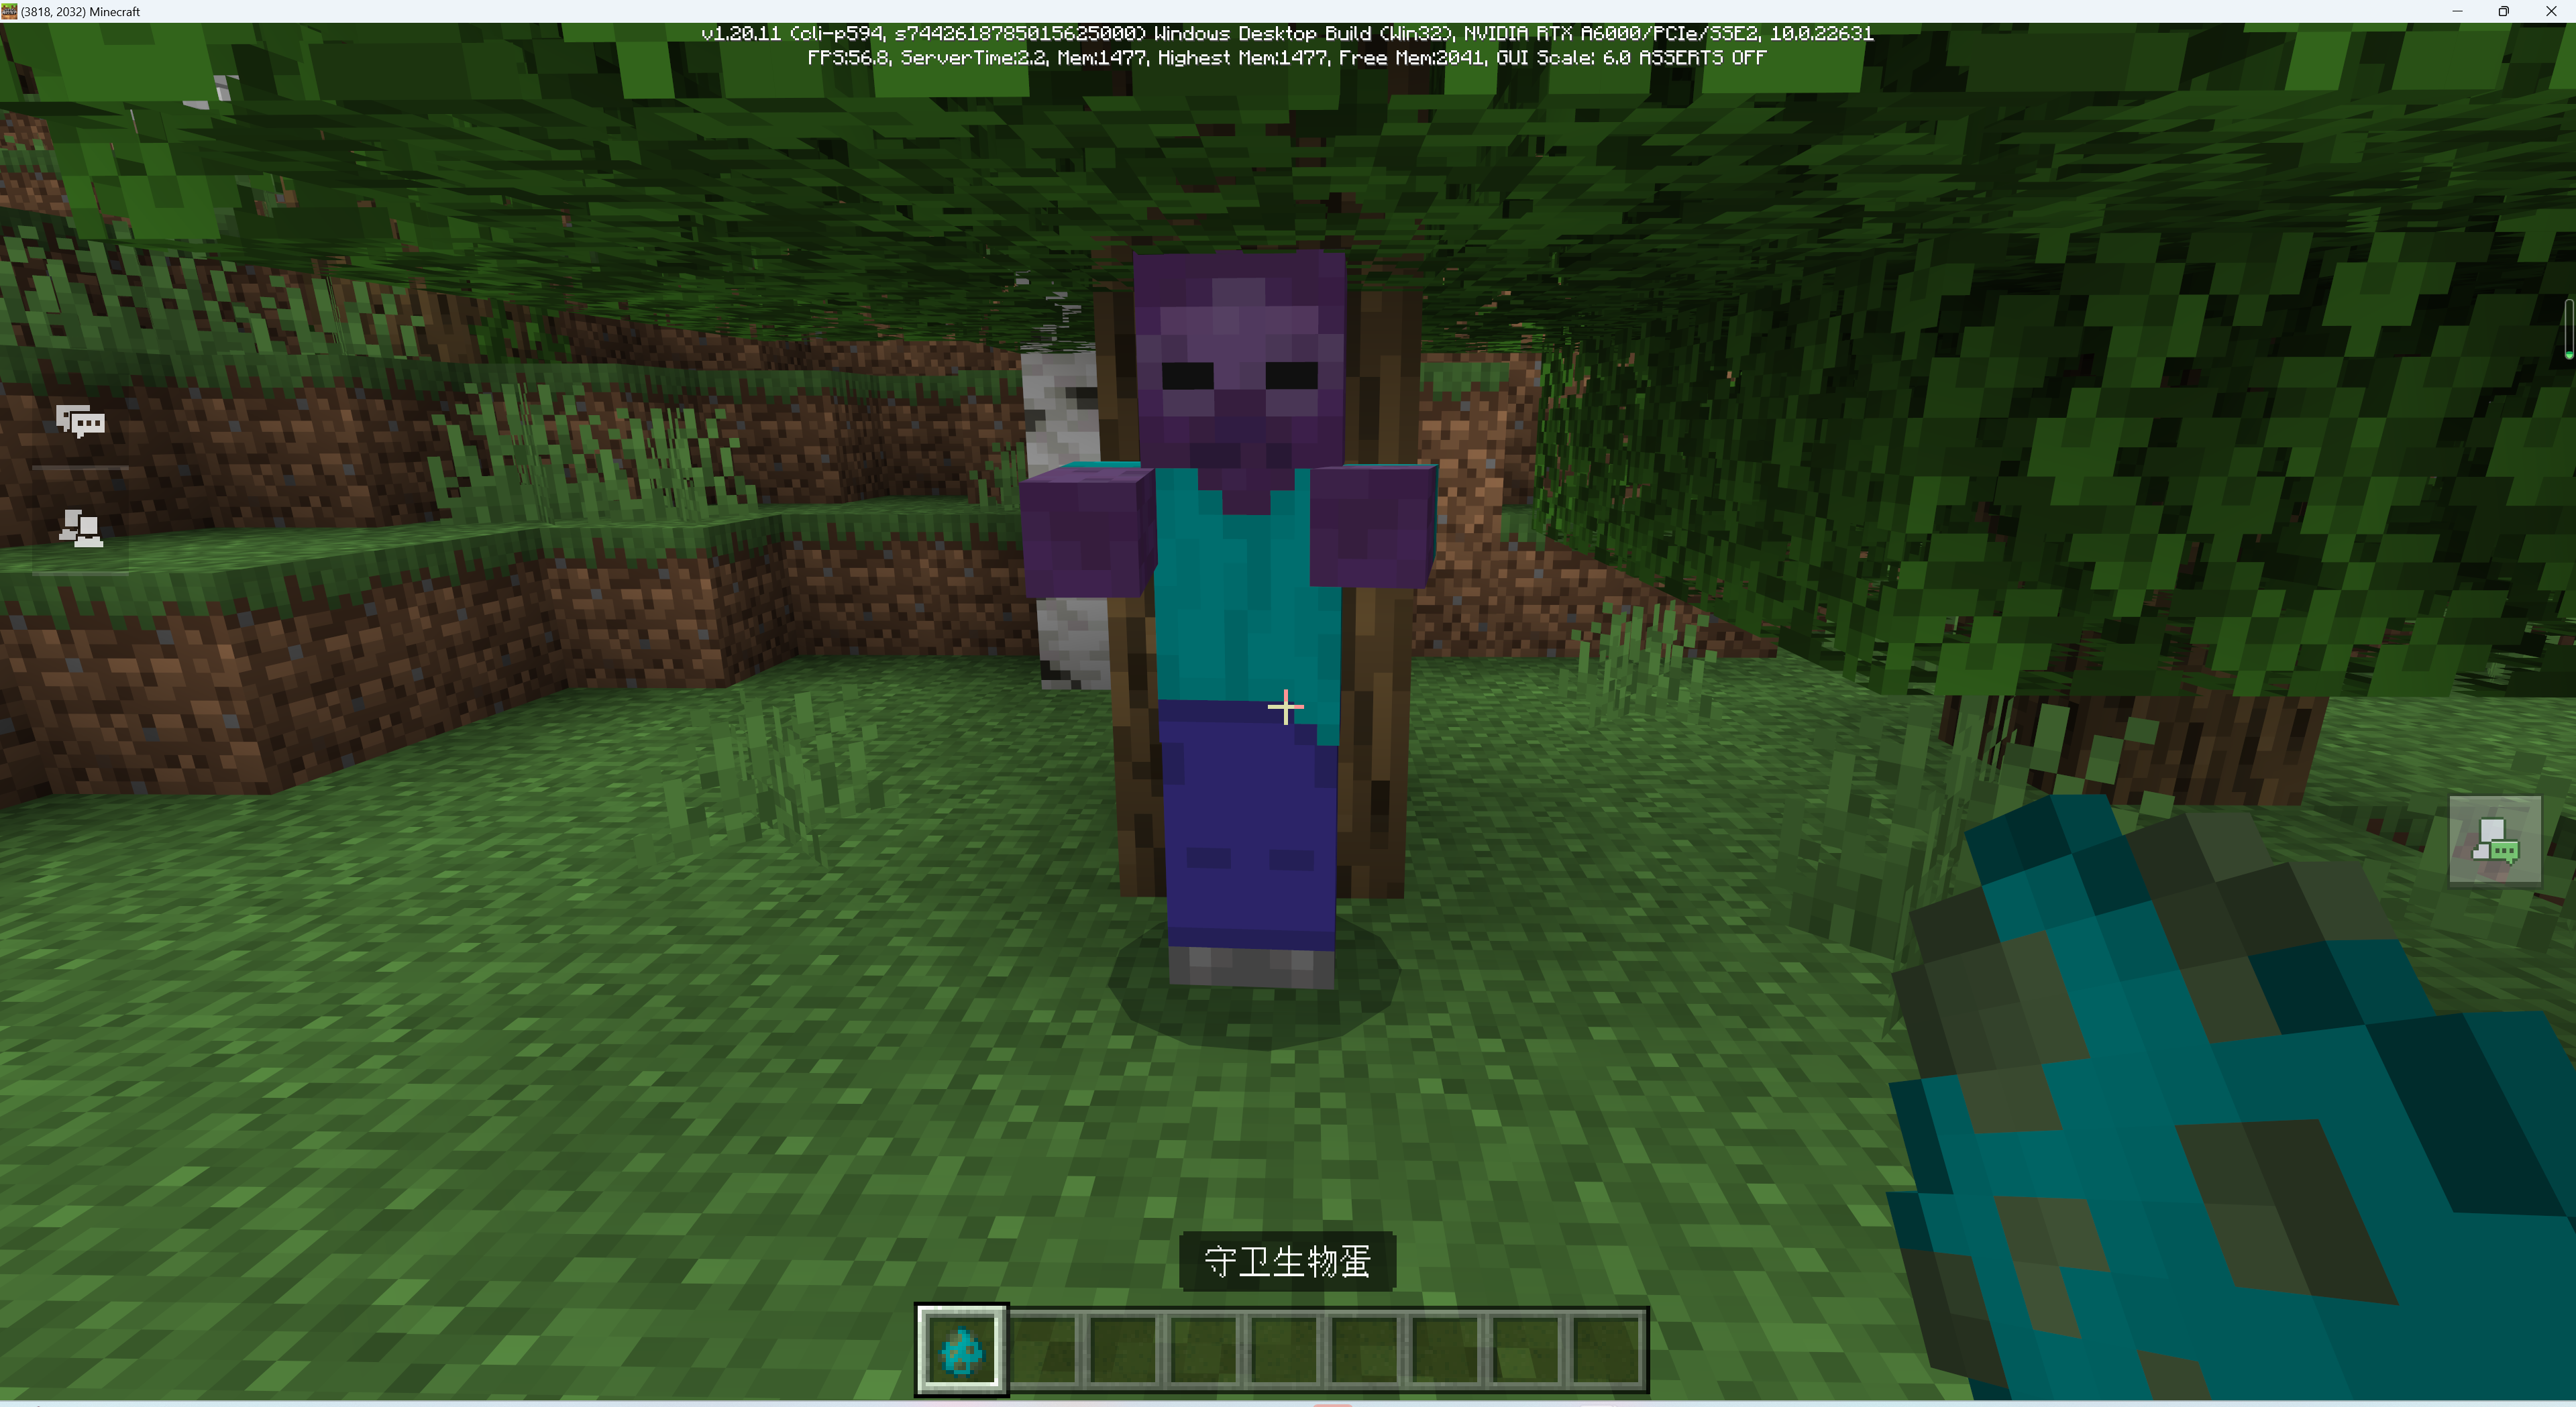 (3818, 2032) Minecraft
v1.20.11 (cli-p594, s744261878501562​5000) Windows Desktop Build (Win32), NVIDIA RTX A6000/PCIe/SSE2, 10.0.22631
FPS:56.8, ServerTime:2.2, Mem:1477, Highest Mem:1477, Free Mem:2041, GUI Scale: 6.0 ASSERTS OFF
守卫生物蛋